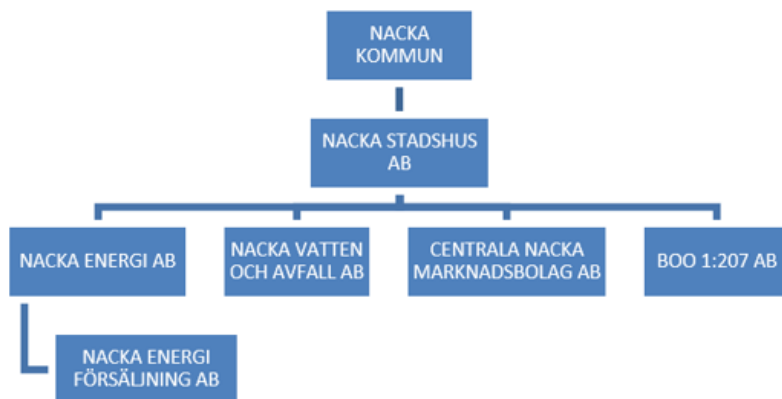 NACKA
KOMMUN
NACKA STADSHUS
AB
NACKA ENERGI AB
NACKA VATTEN
OCH AVFALL AB
CENTRALA NACKA
MARKNADSBOLAG AB
BOO 1:207 AB
NACKA ENERGI
FÖRSÄLJNING AB